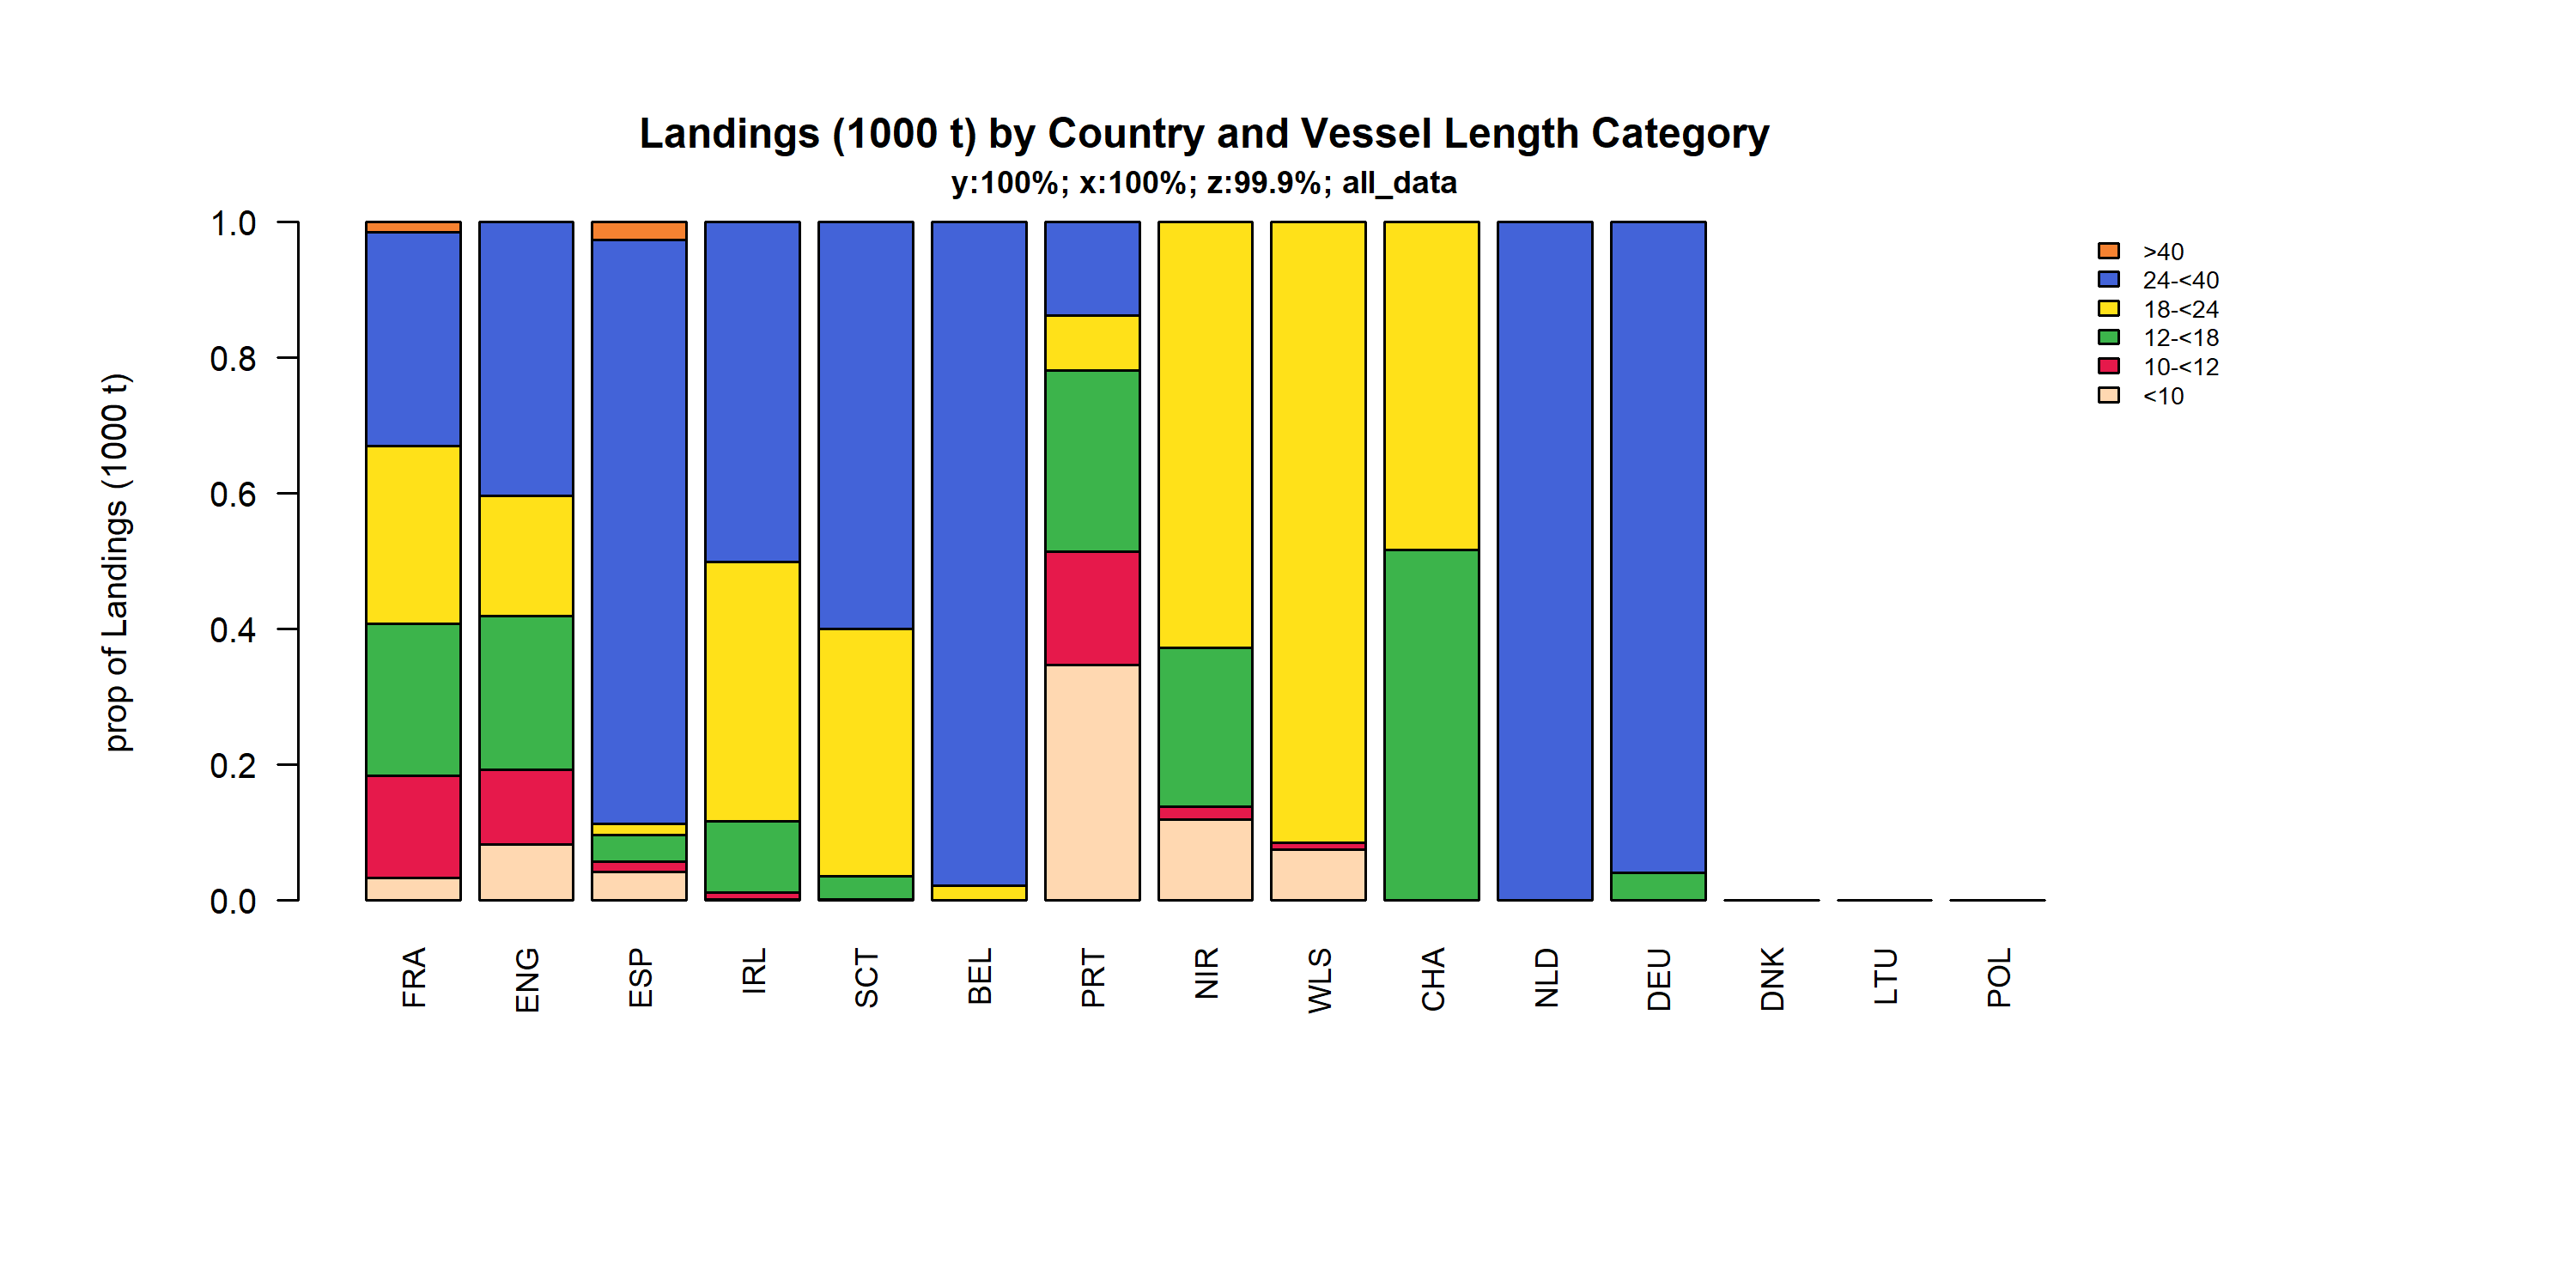 Landings (1000 t) by Country and Vessel Length Category
y:100%; x:100%; z:99.9%; all_data
prop of Landings (1000 t)
1.0
0.8
0.6
0.4
0.2
0.0
FRA
ENG
ESP
IRL
SCT
BEL
PRT
NIR
WLS
CHA
NLD
DEU
DNK
LTU
POL
>40
24-<40
18-<24
12-<18
10-<12
<10